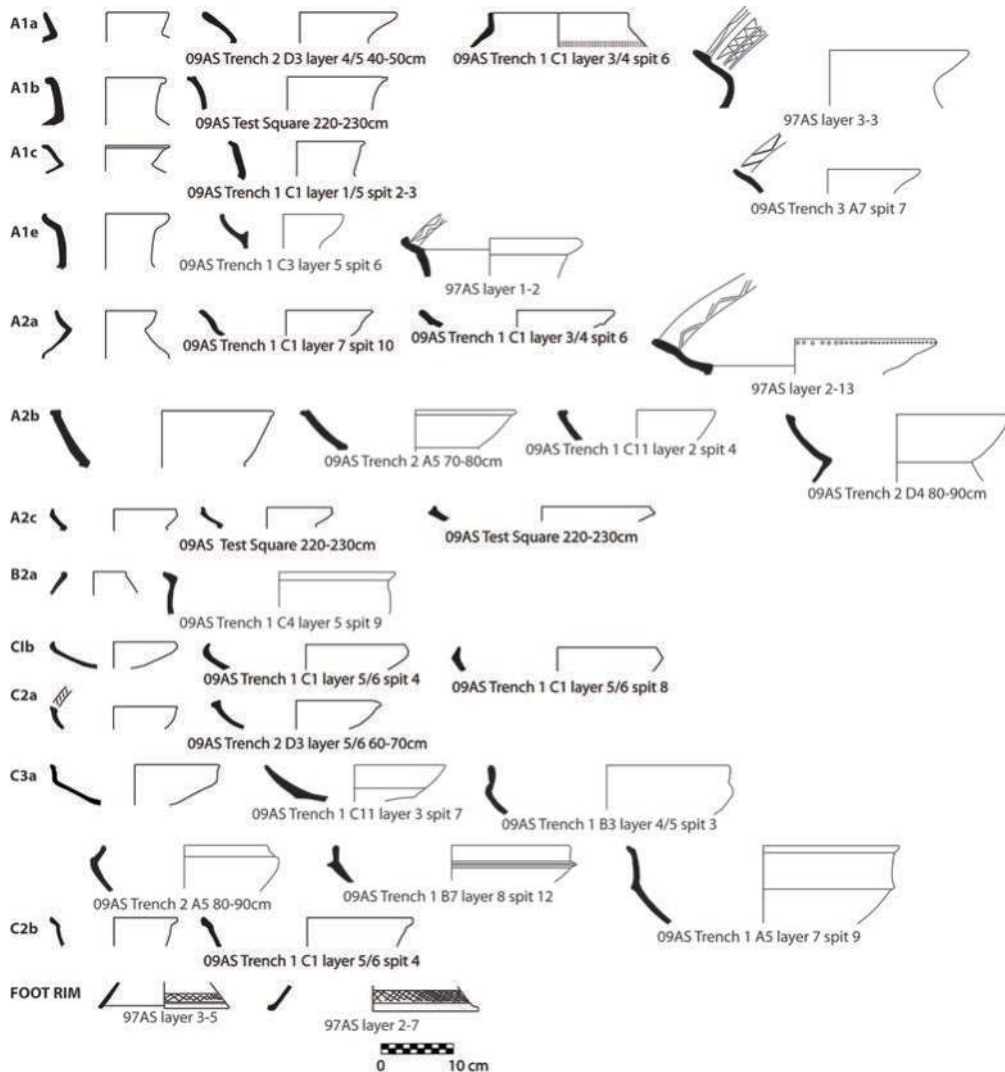 A1a
09AS Trench 2 D3 layer 4/5 40-50cm
09AS Trench 1 C1 layer 3/4 spit 6
97AS layer 3-3
A1b
09AS Test Square 220-230cm
A1c
09AS Trench 1 C1 layer 1/5 spit 2-3
09AS Trench 3 A7 spit 7
A1e
09AS Trench 1 C3 layer 5 spit 6
97AS layer 1-2
A2a
09AS Trench 1 C1 layer 7 spit 10
09AS Trench 1 C1 layer 3/4 spit 6
97AS layer 2-13
A2b
09AS Trench 2 A5 70-80cm
09AS Trench 1 C11 layer 2 spit 4
09AS Trench 2 D4 80-90cm
A2c
09AS Test Square 220-230cm
09AS Test Square 220-230cm
B2a
09AS Trench 1 C4 layer 5 spit 9
CIb
09AS Trench 1 C1 layer 5/6 spit 4
09AS Trench 1 C1 layer 5/6 spit 8
C2a
09AS Trench 2 D3 layer 5/6 60-70cm
C3a
09AS Trench 1 C11 layer 3 spit 7
09AS Trench 1 B3 layer 4/5 spit 3
09AS Trench 2 A5 80-90cm
09AS Trench 1 B7 layer 8 spit 12
09AS Trench 1 A5 layer 7 spit 9
C2b
09AS Trench 1 C1 layer 5/6 spit 4
FOOT RIM
97AS layer 3-5
97AS layer 2-7
0 10 cm